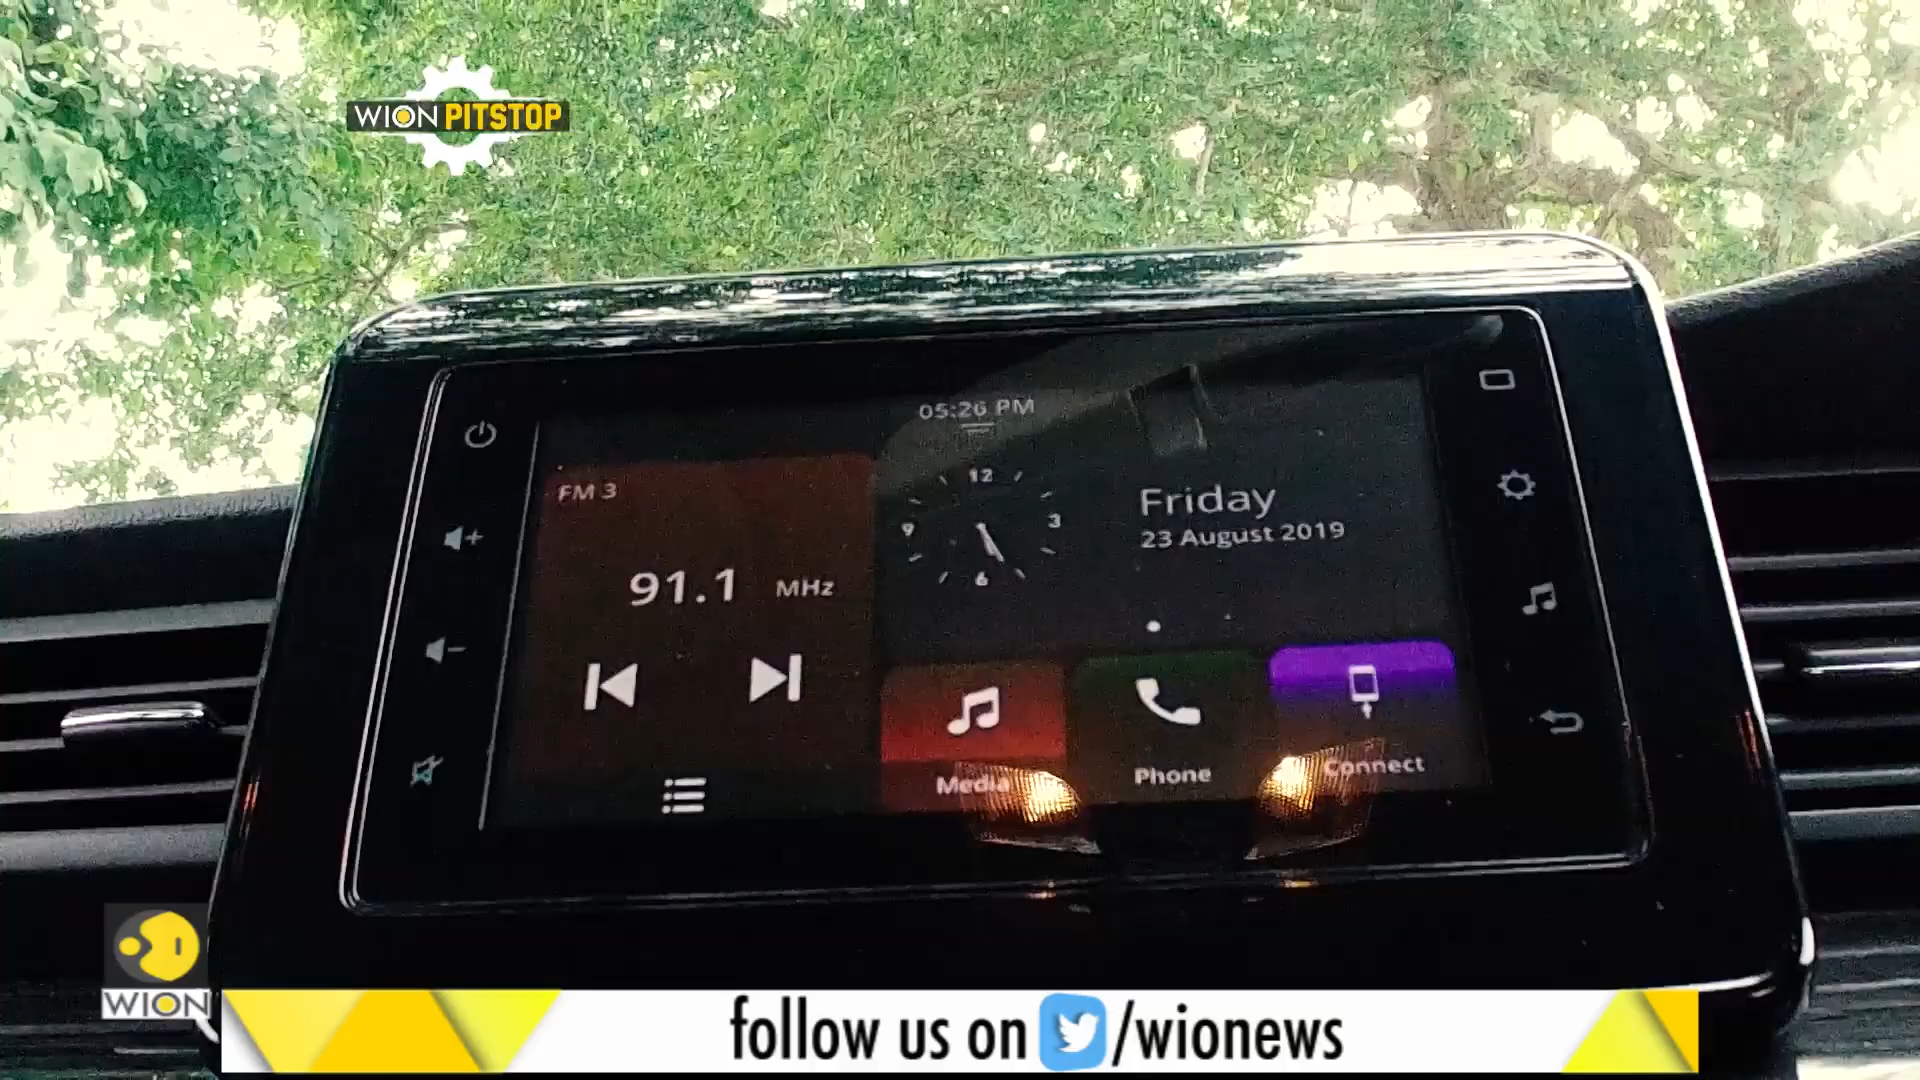 WION PITSTOP
05:26 PM
FM 3
91.1 MHz
12
9
3
6
Friday
23 August 2019
Media
Phone
Connect
WION
follow us on /wionews